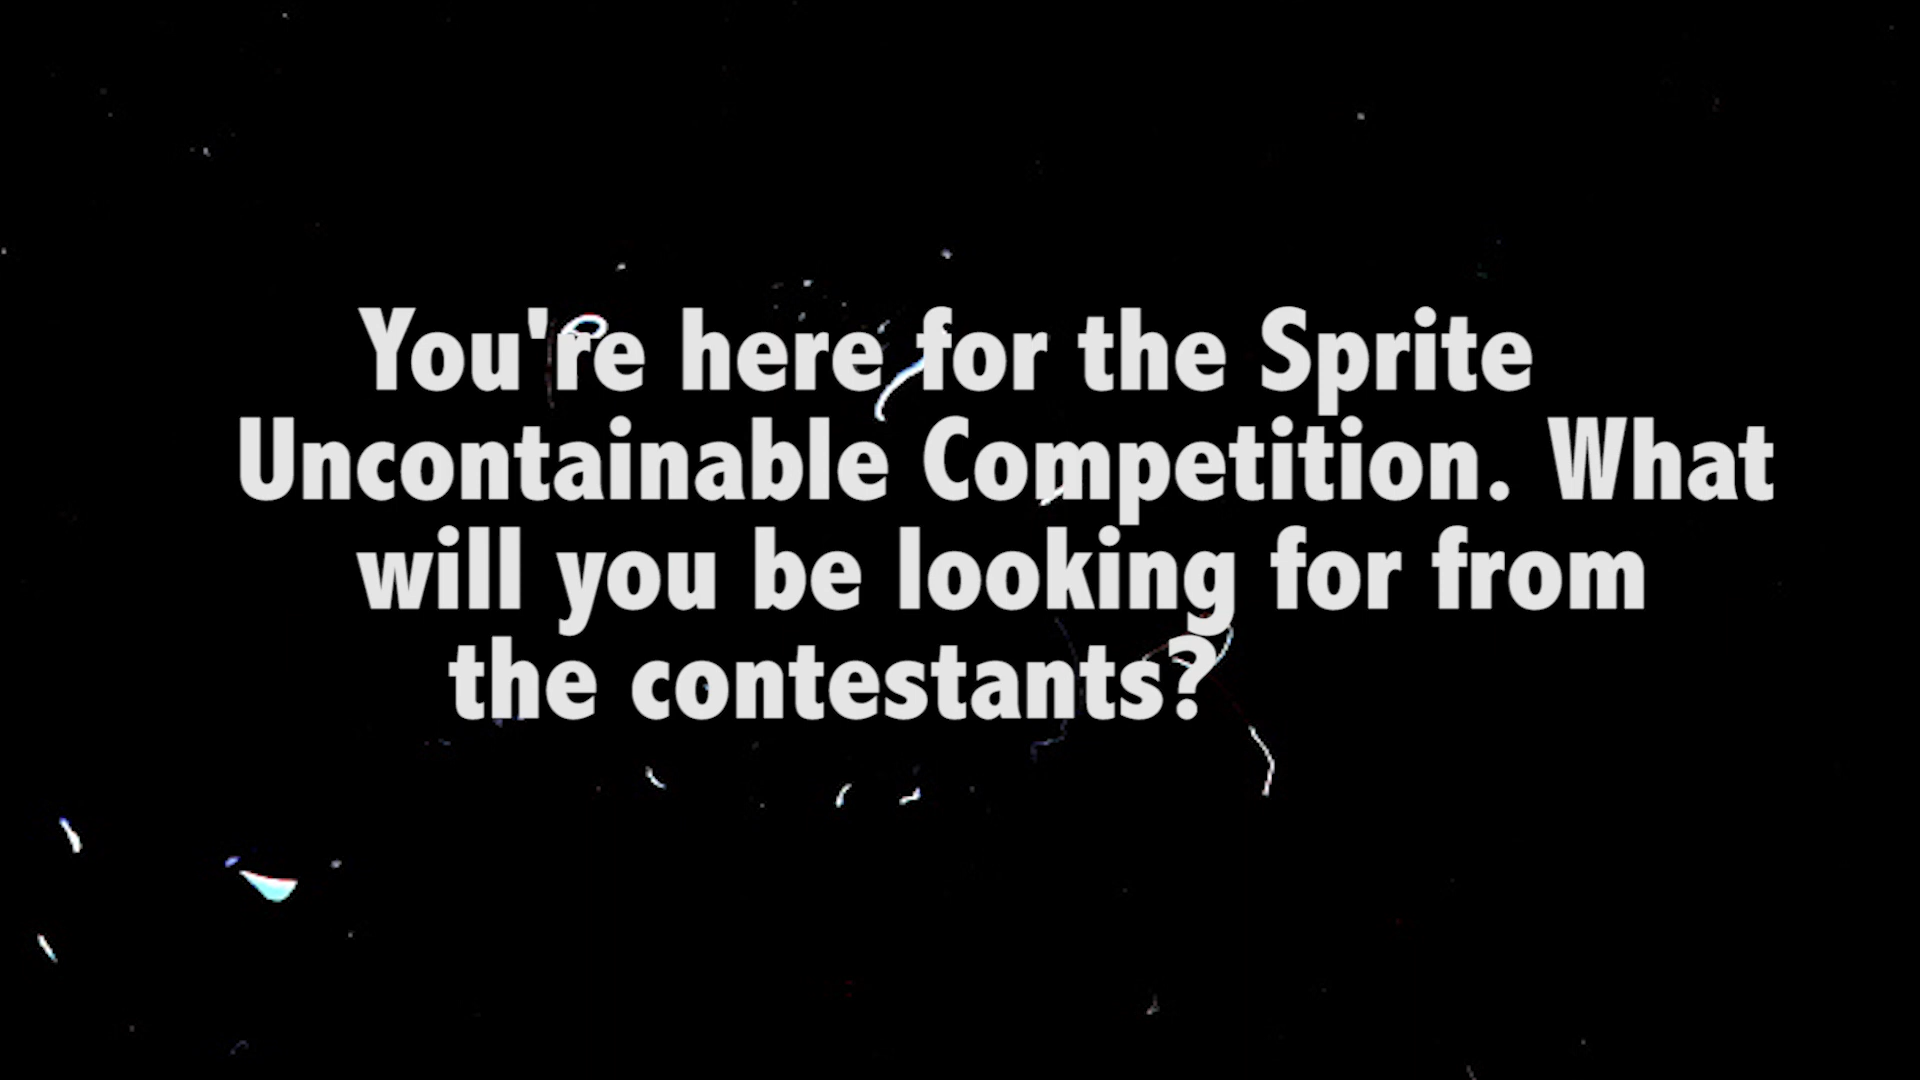 You're here for the Sprite
Uncontainable Competition. What
will you be looking for from
the contestants?